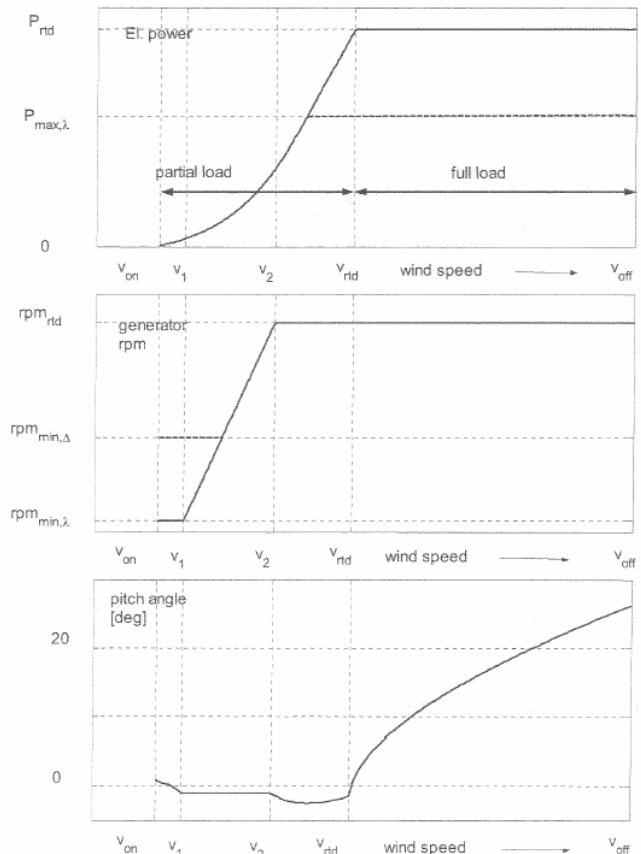 P_rtd
El. power
P_max,λ
partial load
full load
0
v_on v_1 v_2 v_rtd wind speed v_off
rpm_rtd
generator
rpm
rpm_min,Δ
rpm_min,λ
v_on v_1 v_2 v_rtd wind speed v_off
pitch angle
[deg]
20
0
v_on v_1 v_2 v_rtd wind speed v_off